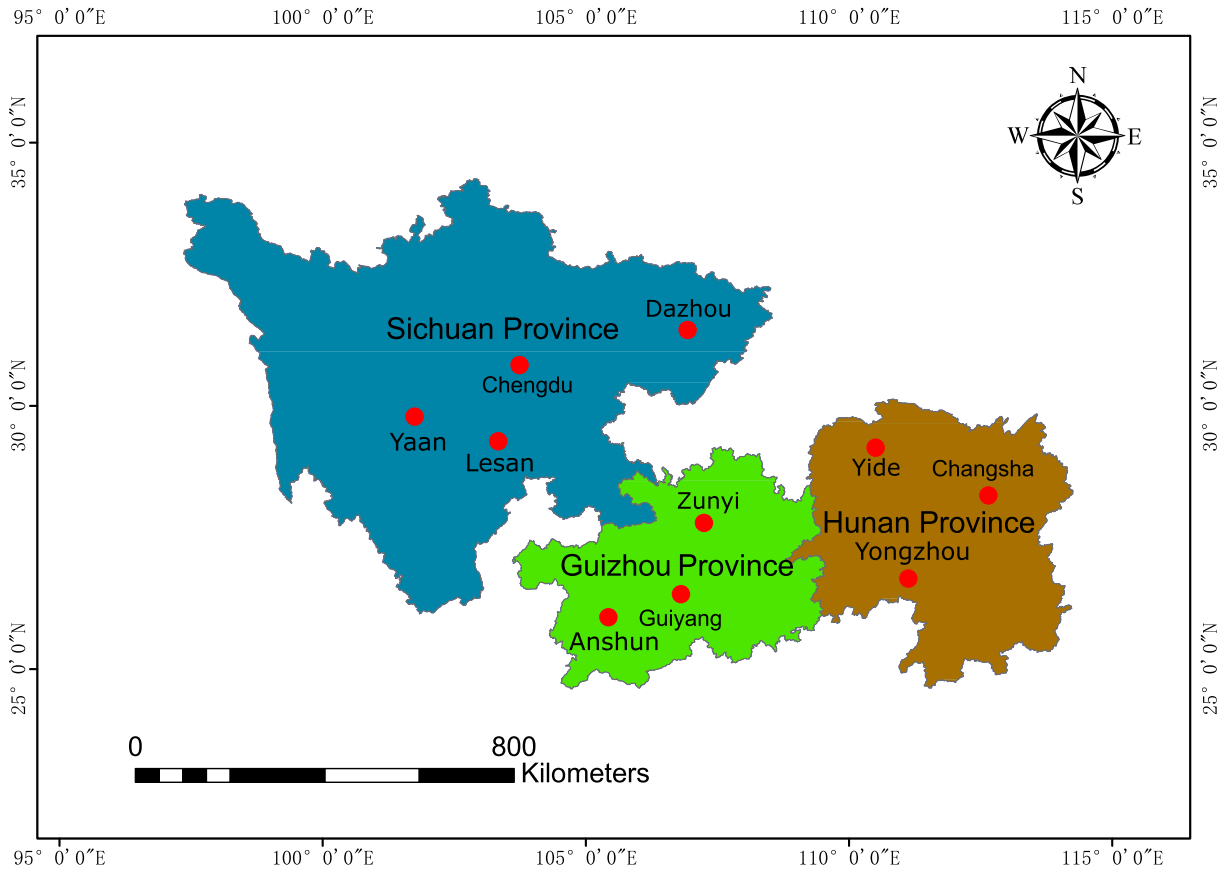 95° 0'0"E 100° 0'0"E 105° 0'0"E 110° 0'0"E 115° 0'0"E
N
W E
S
35° 0'0"N
35° 0'0"N
Dazhou
Sichuan Province
Chengdu
30° 0'0"N
30° 0'0"N
Yaan
Lesan
Yide
Changsha
Zunyi
Hunan Province
Yongzhou
Guizhou Province
Guiyang
Anshun
25° 0'0"N
25° 0'0"N
0 800
Kilometers
95° 0'0"E 100° 0'0"E 105° 0'0"E 110° 0'0"E 115° 0'0"E